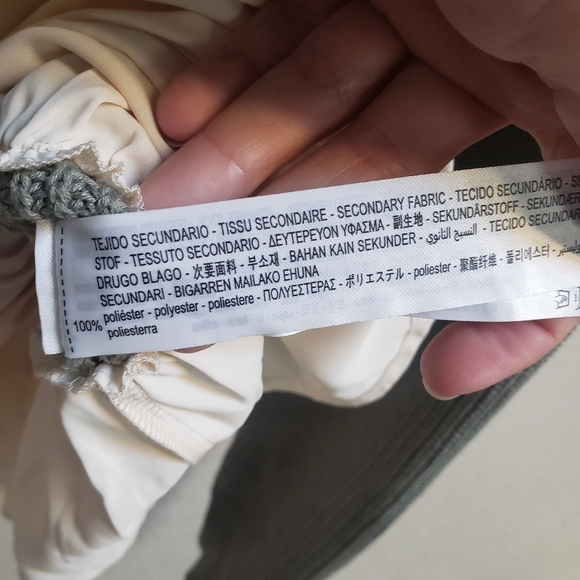 TEJIDO SECUNDARIO - TISSU SECONDAIRE - SECONDARY FABRIC - TECIDO SECUNDÁRIO -
STOF - TESSUTO SECONDARIO - ΔΕΥΤΕΡΕΥΟΝ ΥΦΑΣΜΑ - 副生地 - SEKUNDÄRSTOFF -
DRUGO BLAGO - 次要面料 - 부소재 - BAHAN KAIN SEKUNDER - النسيج الثانوي - TECIDO
SECUNDARI - BIGARREN MAILAKO EHUNA
100% poliéster - polyester - poliestere - ΠΟΛΥΕΣΤΕΡΑΣ - ポリエステル - poliester - 聚酯纤维 - 폴리에스터 -
poliesterra